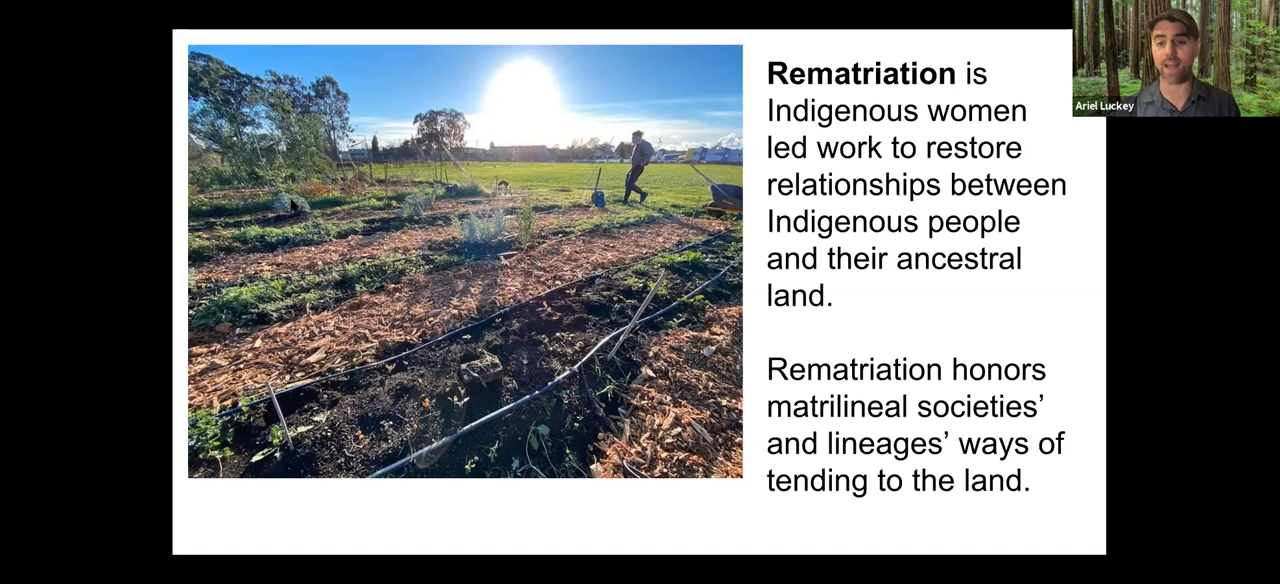 Rematriation is
Indigenous women
led work to restore
relationships between
Indigenous people
and their ancestral
land.
Rematriation honors
matrilineal societies’
and lineages’ ways of
tending to the land.
Ariel Luckey